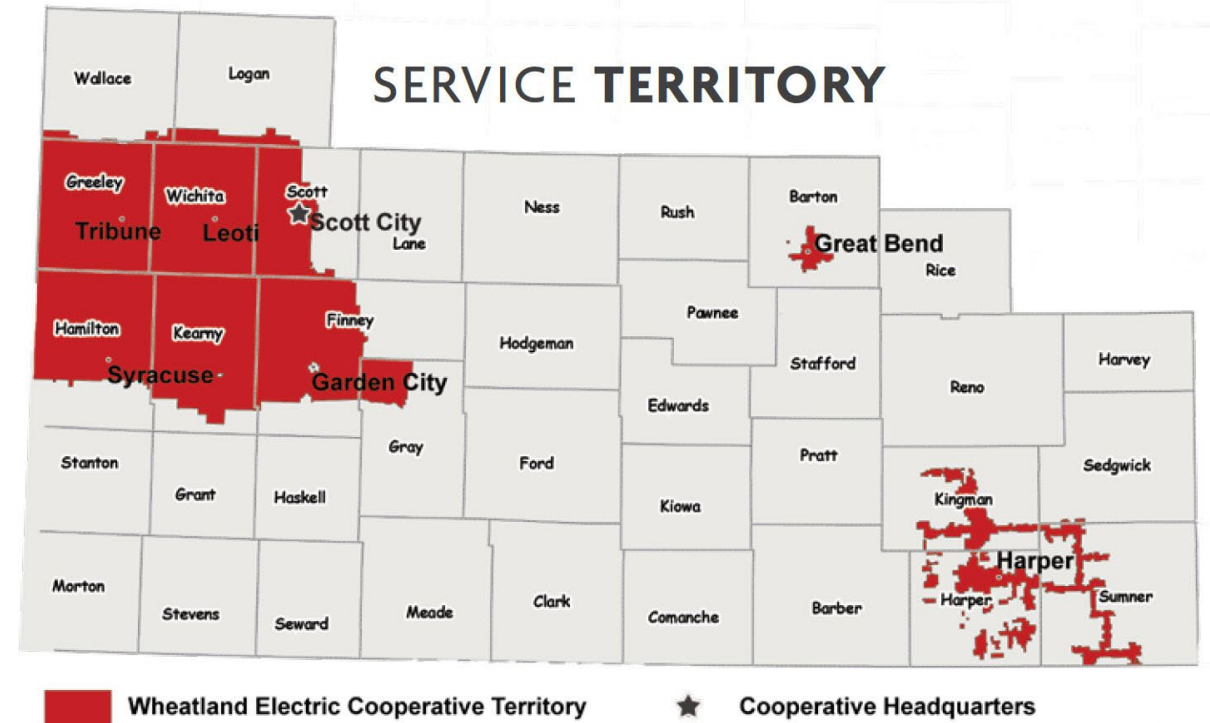 SERVICE TERRITORY
Wallace
Logan
Greeley
Wichita
Scott
Tribune
Leoti
Scott City
Lane
Ness
Rush
Barton
Great Bend
Rice
Hamilton
Kearny
Finney
Syracuse
Garden City
Hodgeman
Pawnee
Stafford
Edwards
Reno
Harvey
Stanton
Grant
Haskell
Gray
Ford
Kiowa
Pratt
Kingman
Sedgwick
Harper
Harper
Sumner
Morton
Stevens
Seward
Meade
Clark
Comanche
Barber
Wheatland Electric Cooperative Territory
Cooperative Headquarters